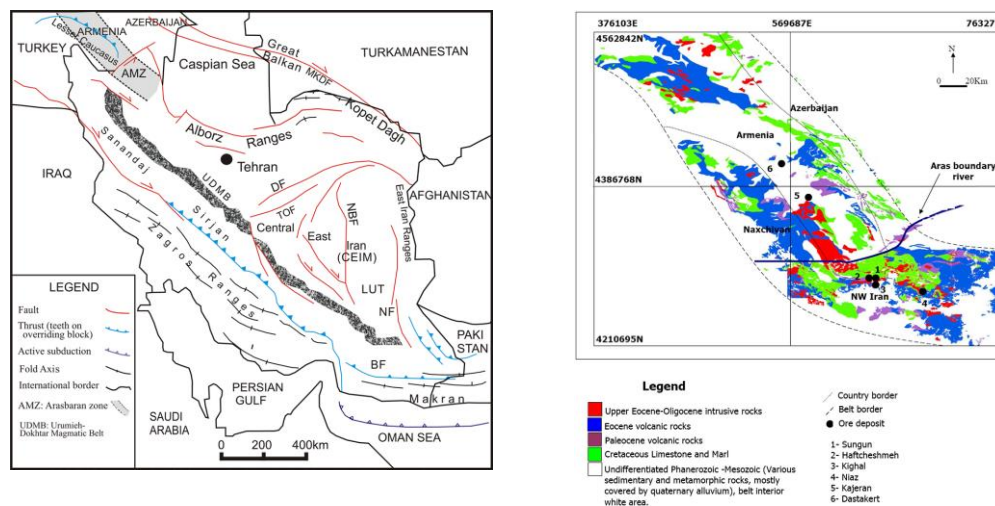 AZERBAIJAN
ARMENIA
Lesser Caucasus
TURKEY
AMZ
Caspian Sea
Great
Balkan
MKDF
TURKAMANESTAN
Kopet Dagh
Alborz
Ranges
Tehran
IRAQ
Sanandaj
Sirjan
UDMB
DF
TOF
NBF
AFGHANISTAN
East Iran Ranges
Central
East
Iran
(CEIM)
LUT
Zagros Ranges
NF
PAKI
STAN
BF
Makran
PERSIAN
GULF
SAUDI
ARABIA
OMAN SEA
0 200 400km
LEGEND
Fault
Thrust (teeth on
overriding block)
Active subduction
Fold Axis
International border
AMZ: Arasbaran zone
UDMB: Urumieh-
Dokhtar Magmatic Belt
376103E 569687E 76327
4562842N
N
0 20Km
Azerbaijan
Armenia
Aras boundary
river
6
4386768N
5
Naxchivan
2 1
3
NW Iran
4
4210695N
Legend
Upper Eocene-Oligocene intrusive rocks
Eocene volcanic rocks
Paleocene volcanic rocks
Cretaceous Limestone and Marl
Undifferentiated Phanerozoic -Mesozoic (Various
sedimentary and metamorphic rocks, mostly
covered by quaternary alluvium), belt interior
white area.
Country border
Belt border
Ore deposit
1- Sungun
2- Haftcheshmeh
3- Kighal
4- Niaz
5- Kajeran
6- Dastakert